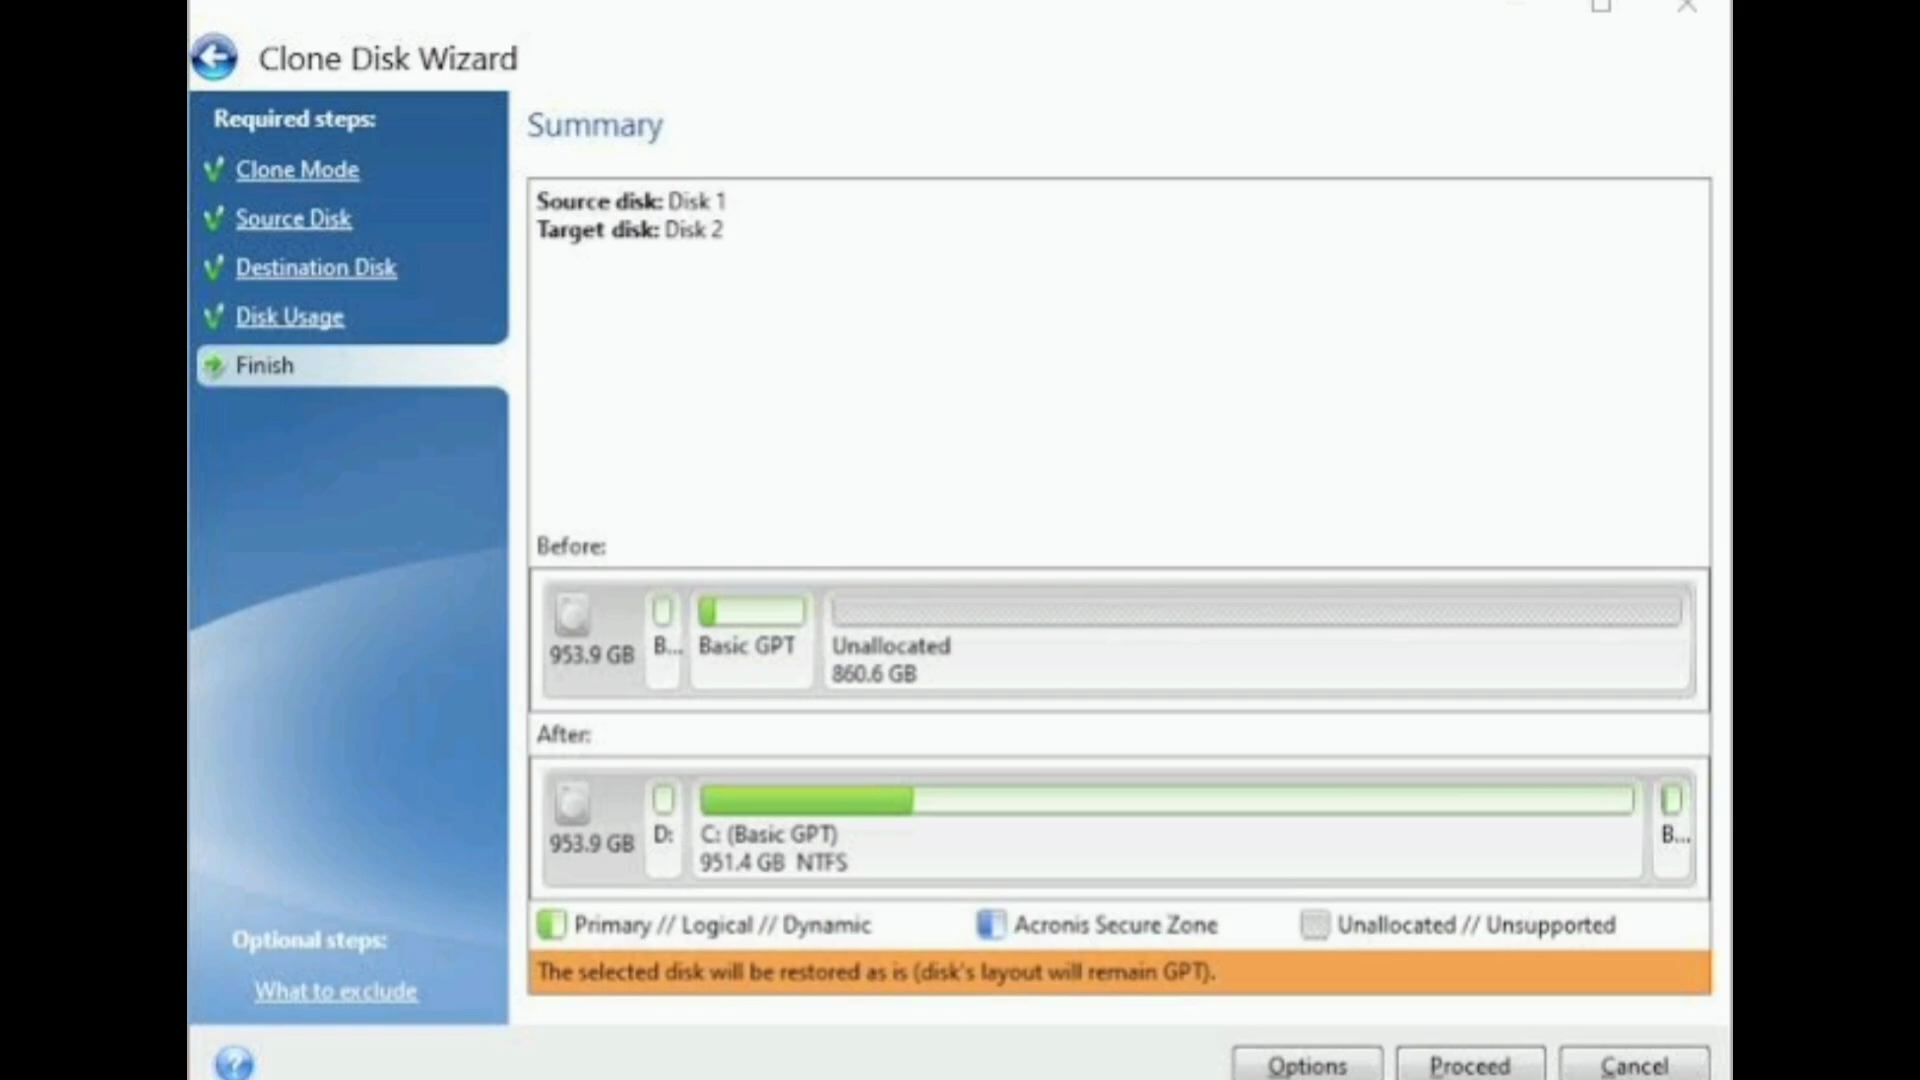 Clone Disk Wizard
Required steps:
Clone Mode
Source Disk
Destination Disk
Disk Usage
Finish
Optional steps:
What to exclude
Summary
Source disk: Disk 1
Target disk: Disk 2
Before:
953.9 GB
B...
Basic GPT
Unallocated
860.6 GB
After:
953.9 GB
D:
C: (Basic GPT)
951.4 GB NTFS
B...
Primary // Logical // Dynamic
Acronis Secure Zone
Unallocated // Unsupported
The selected disk will be restored as is (disk's layout will remain GPT).
?
Options
Proceed
Cancel